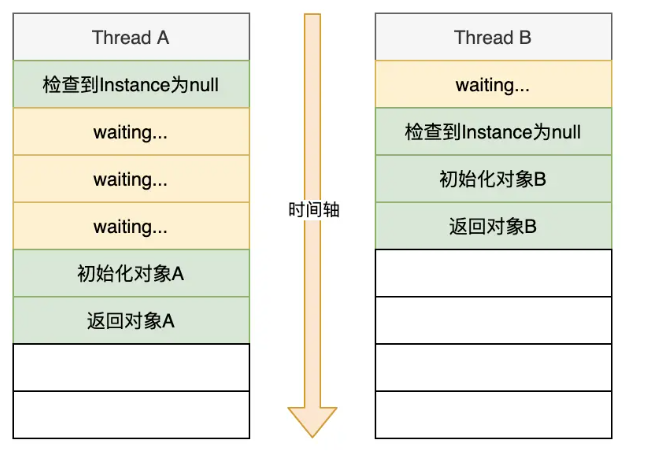 Thread A
检查到Instance为null
waiting...
waiting...
waiting...
初始化对象A
返回对象A
时间轴
Thread B
waiting...
检查到Instance为null
初始化对象B
返回对象B